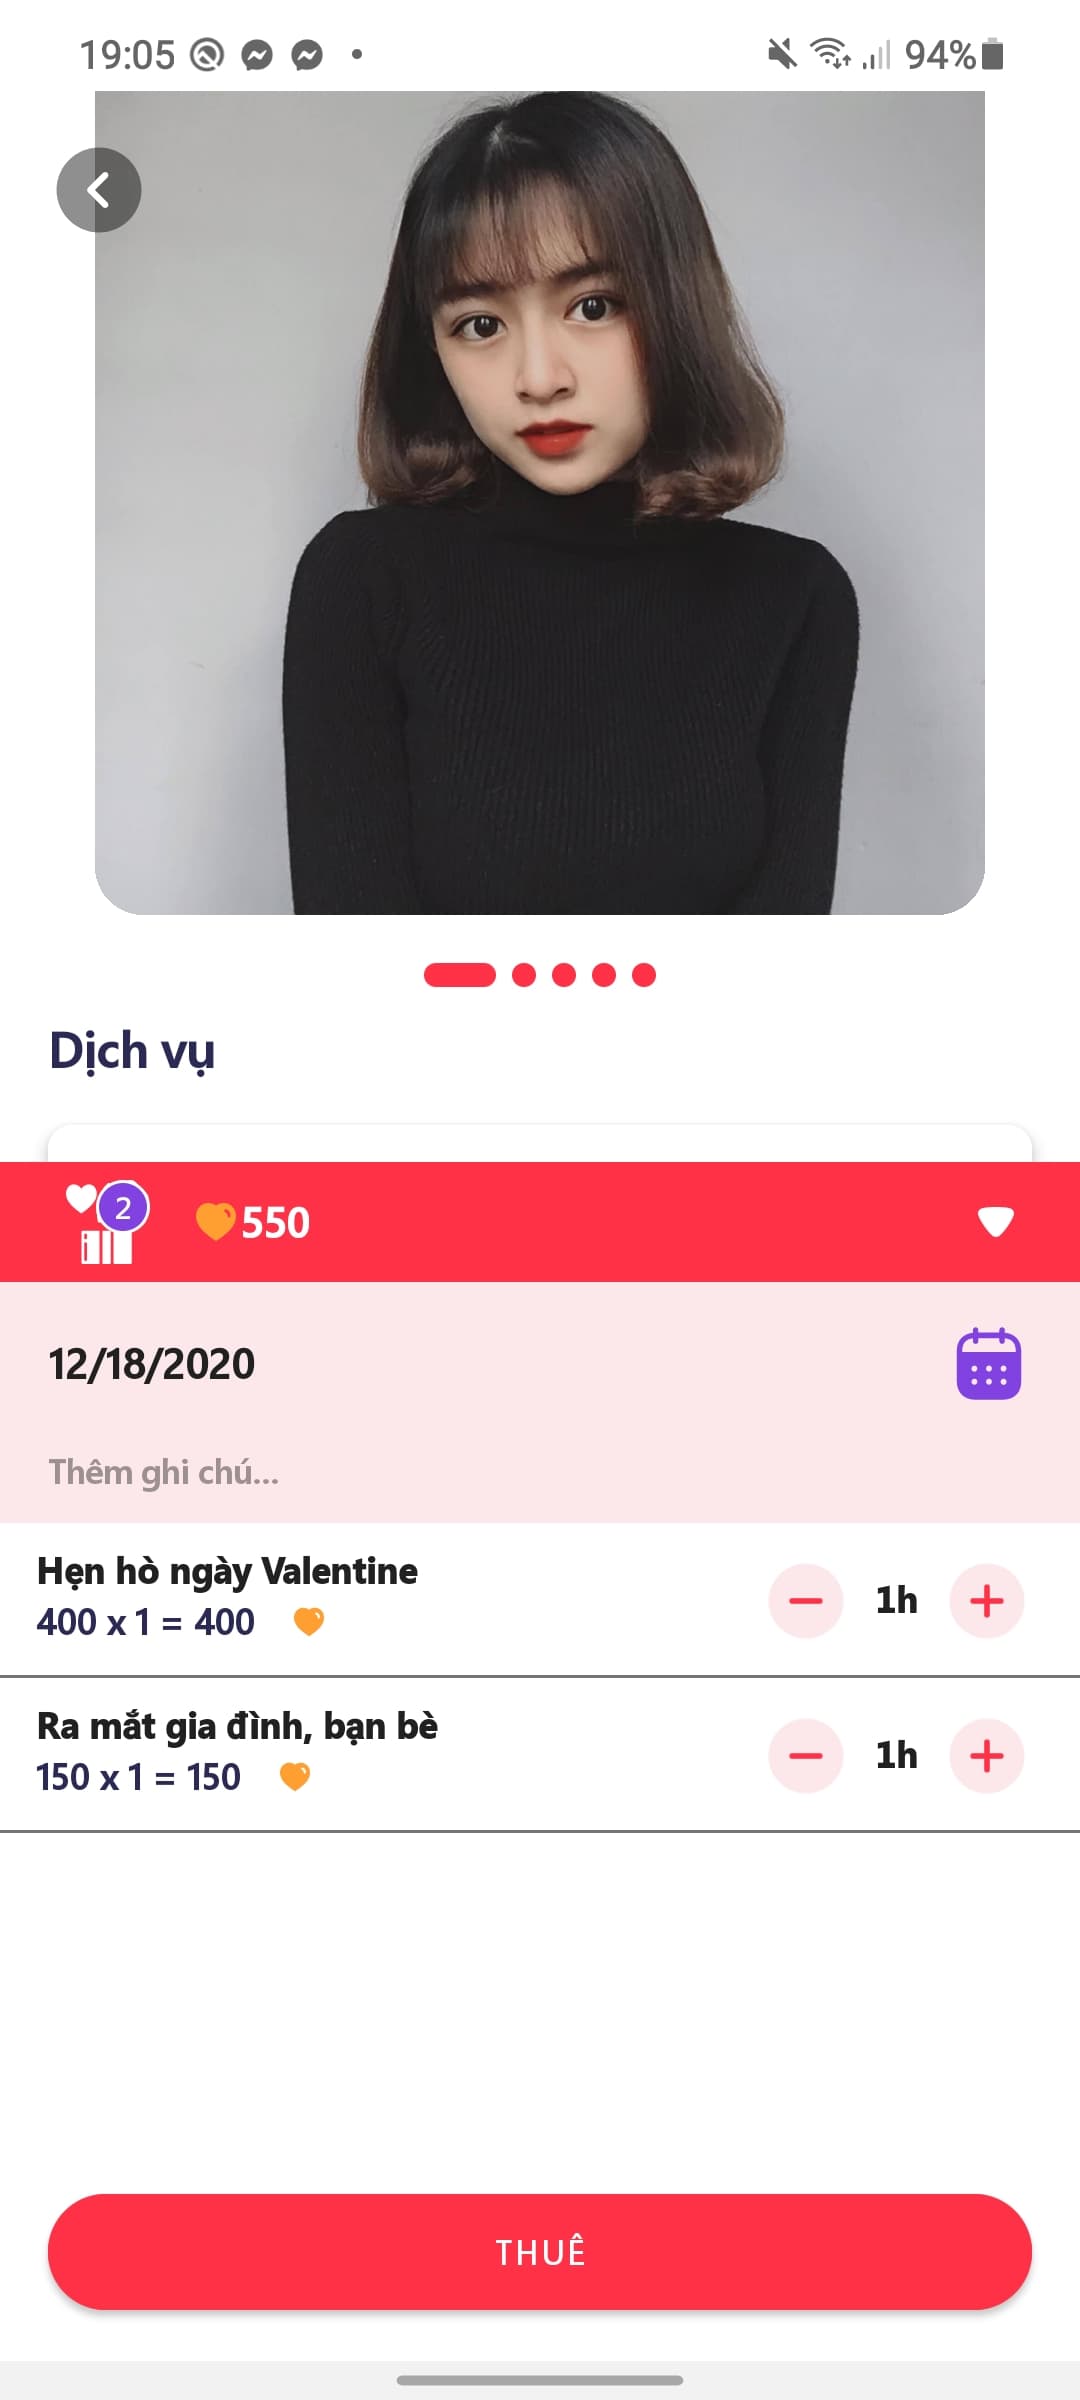 19:05
94%
Dịch vụ
2
550
12/18/2020
Thêm ghi chú...
Hẹn hò ngày Valentine
400 x 1 = 400
1h
Ra mắt gia đình, bạn bè
150 x 1 = 150
1h
THUÊ